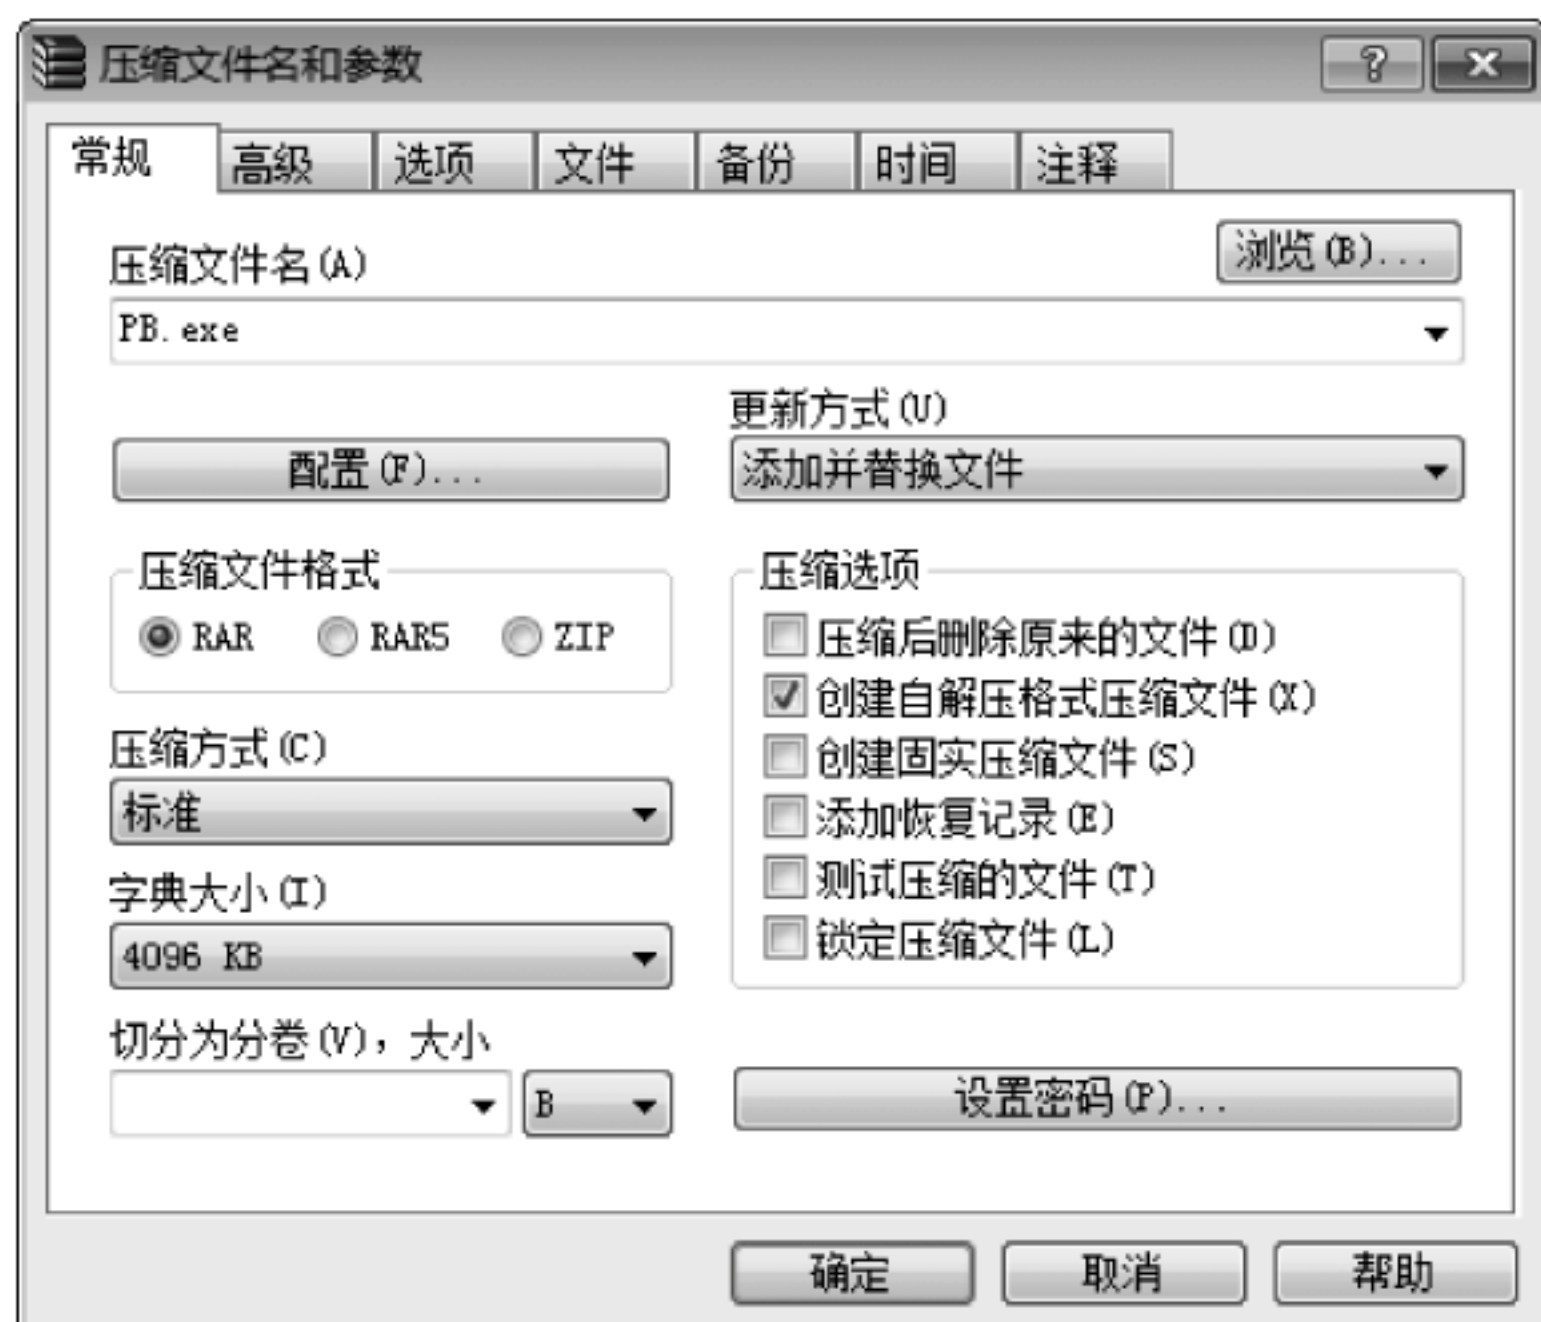 压缩文件名和参数
常规 高级 选项 文件 备份 时间 注释
压缩文件名(A)
浏览(B)...
PB.exe
配置(F)...
更新方式(U)
添加并替换文件
压缩文件格式
RAR RAR5 ZIP
压缩方式(C)
标准
字典大小(I)
4096 KB
切分为分卷(V)，大小
B
压缩选项
压缩后删除原来的文件(D)
创建自解压格式压缩文件(X)
创建固实压缩文件(S)
添加恢复记录(E)
测试压缩的文件(T)
锁定压缩文件(L)
设置密码(P)...
确定 取消 帮助